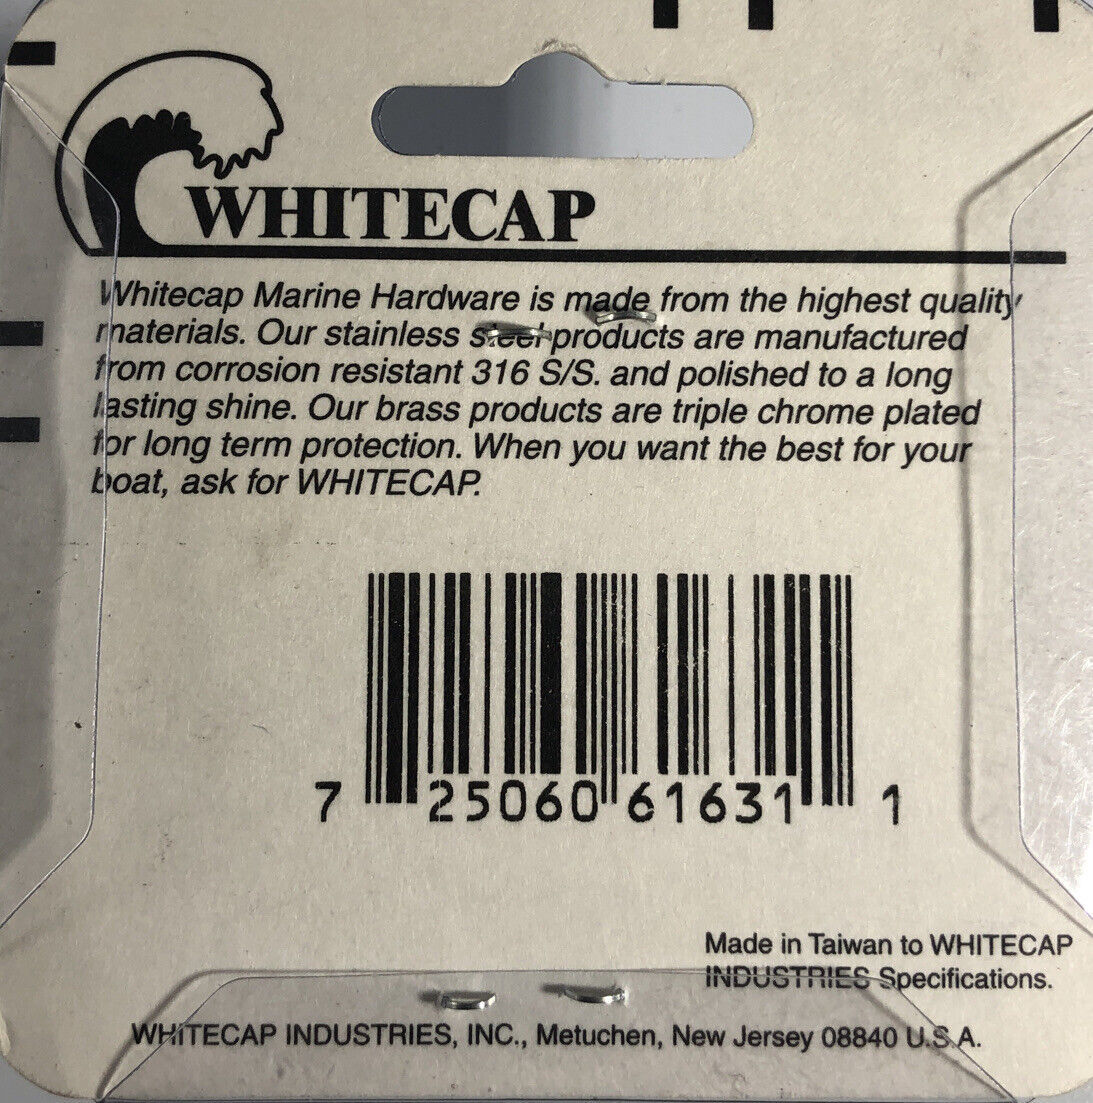 WHITECAP
Whitecap Marine Hardware is made from the highest quality
materials. Our stainless steel products are manufactured
from corrosion resistant 316 S/S. and polished to a long
lasting shine. Our brass products are triple chrome plated
for long term protection. When you want the best for your
boat, ask for WHITECAP.
7 25060 61631 1
Made in Taiwan to WHITECAP
INDUSTRIES Specifications.
WHITECAP INDUSTRIES, INC., Metuchen, New Jersey 08840 U.S.A.